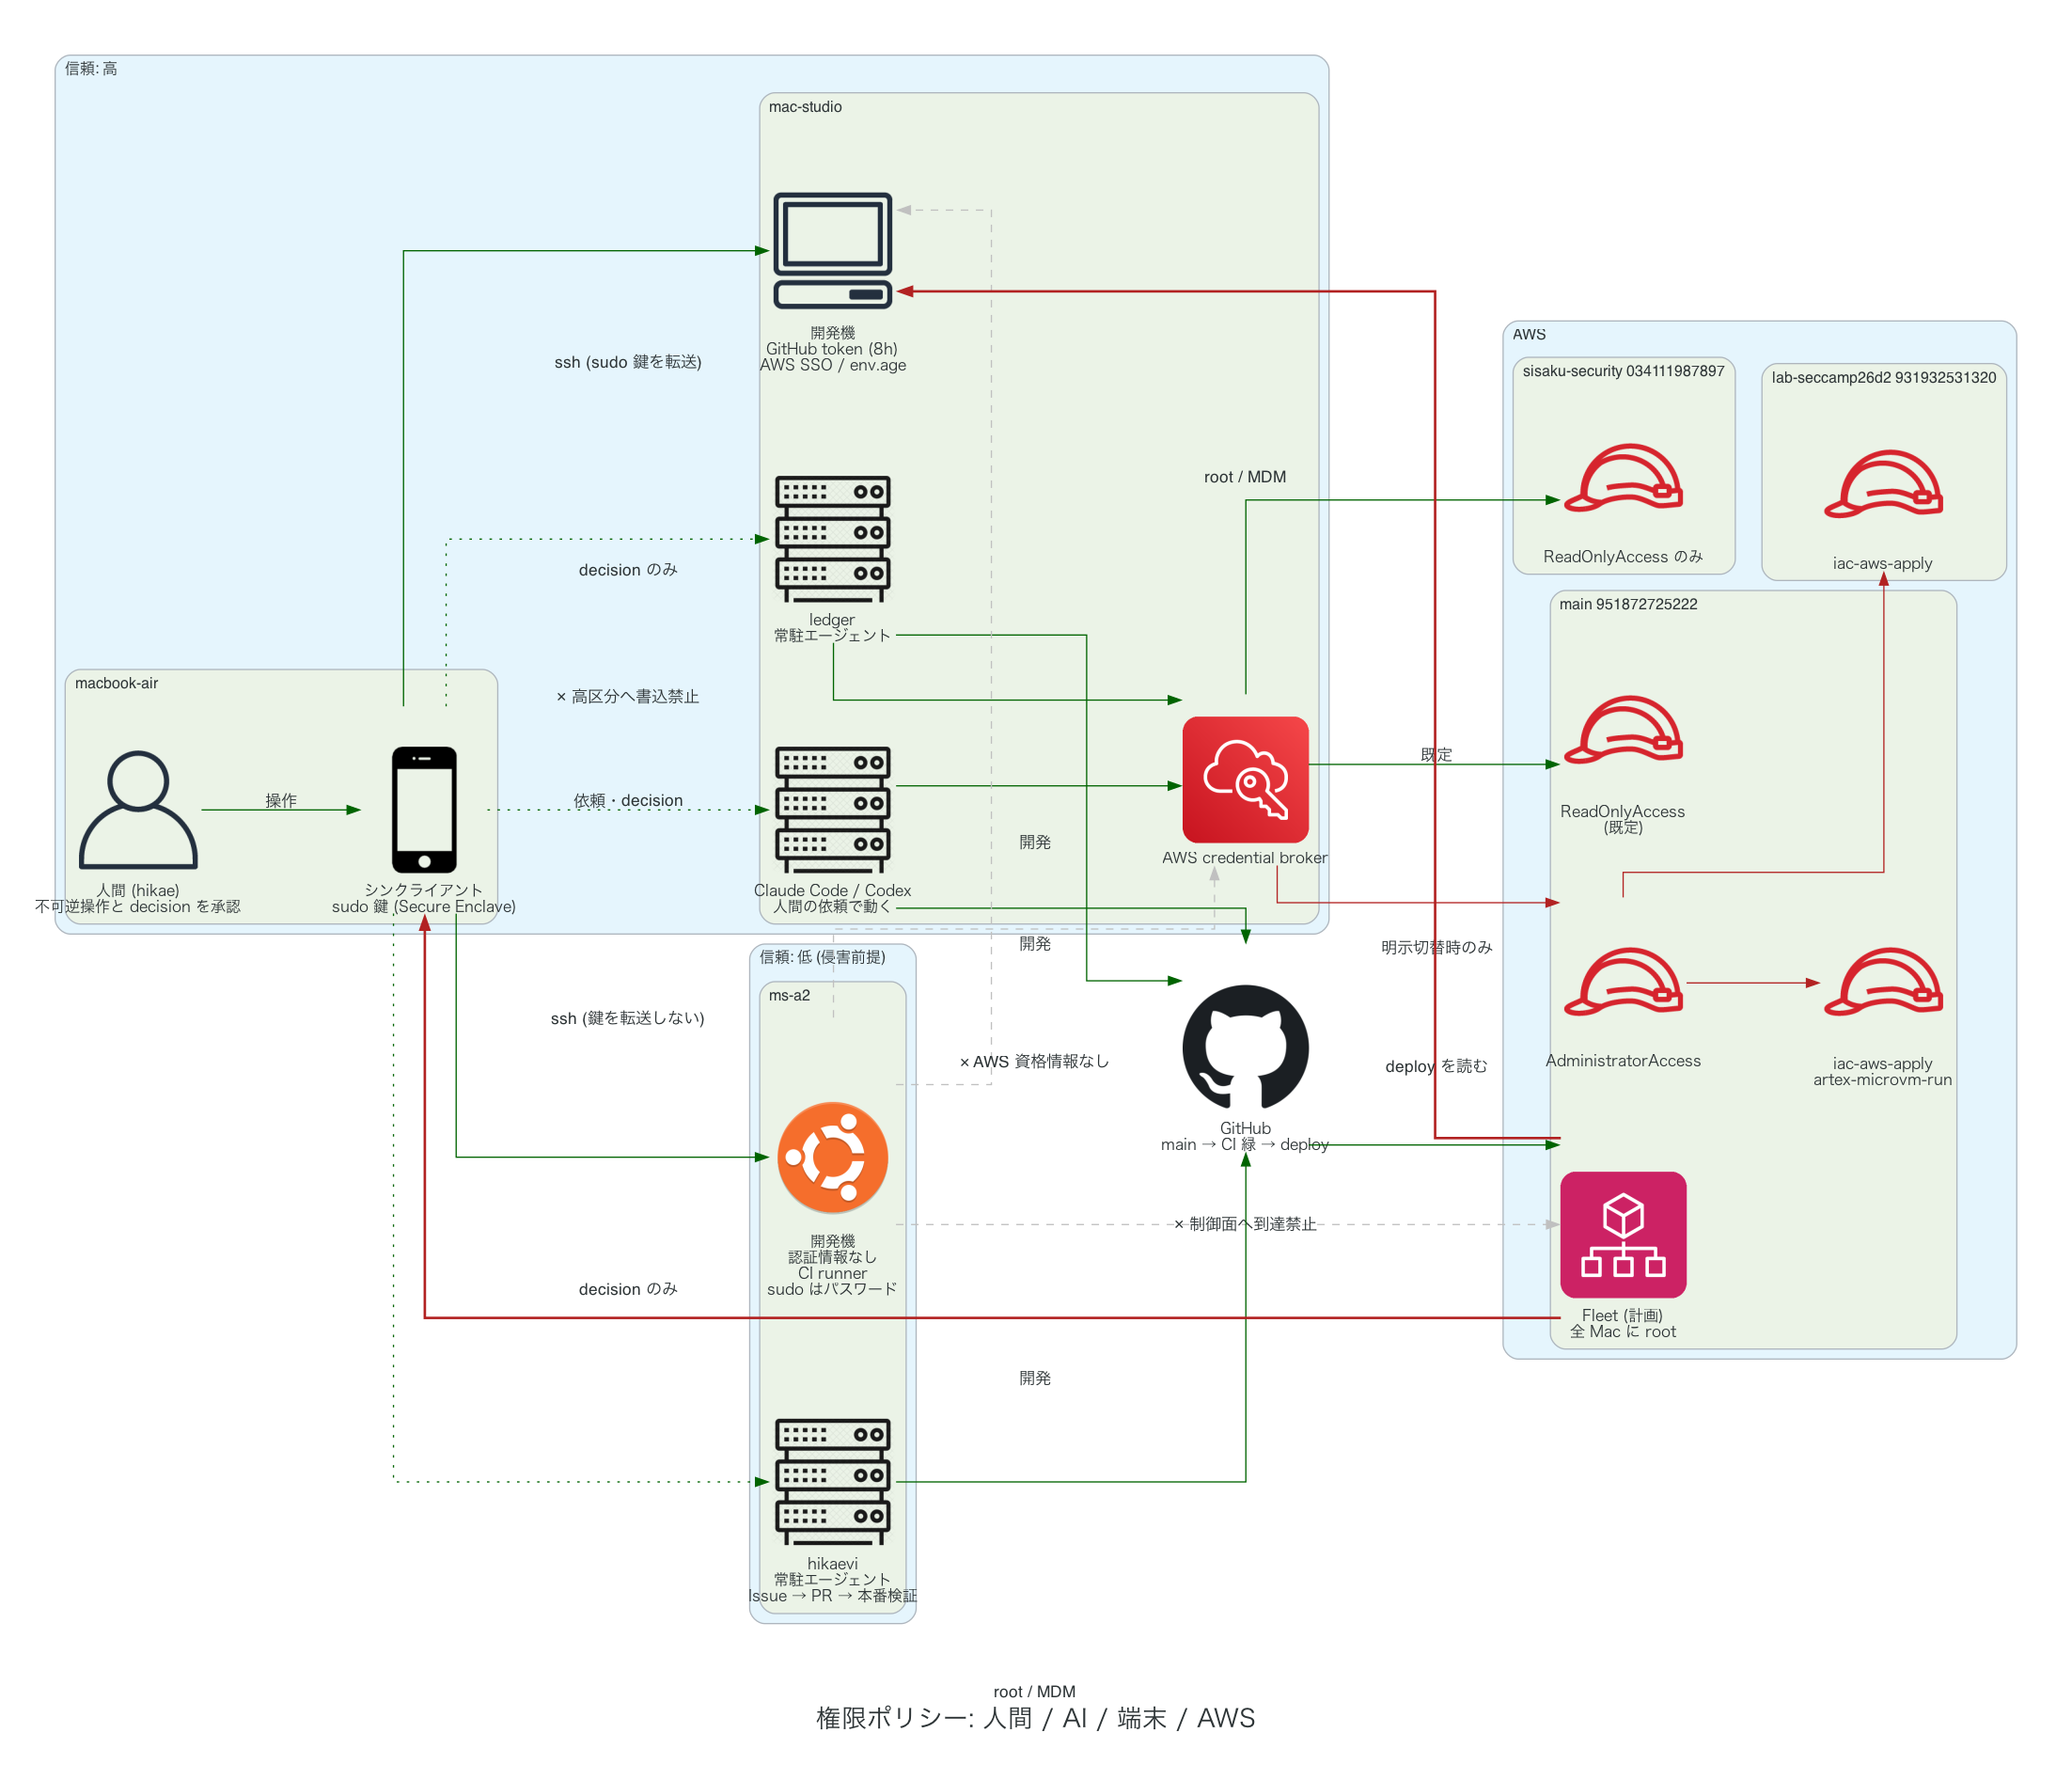 信頼: 高
mac-studio
開発機
GitHub token (8h)
AWS SSO / env.age
ssh (sudo 鍵を転送)
AWS
sisaku-security 034111987897
lab-seccamp26d2 931932531320
root / MDM
ReadOnlyAccess のみ
iac-aws-apply
decision のみ
ledger
常駐エージェント
main 951872725222
macbook-air
× 高区分へ書込禁止
操作
依頼・decision
既定
ReadOnlyAccess
(既定)
開発
AWS credential broker
人間 (hikae)
不可逆操作と decision を承認
シンクライアント
sudo 鍵 (Secure Enclave)
Claude Code / Codex
人間の依頼で動く
開発
明示切替時のみ
信頼: 低 (侵害前提)
ms-a2
ssh (鍵を転送しない)
× AWS 資格情報なし
deploy を読む
AdministratorAccess
iac-aws-apply
artex-microvm-run
GitHub
main → CI 緑 → deploy
× 制御面へ到達禁止
開発機
認証情報なし
CI runner
sudo はパスワード
decision のみ
Fleet (計画)
全 Mac に root
開発
hikaevi
常駐エージェント
Issue → PR → 本番検証
root / MDM
権限ポリシー: 人間 / AI / 端末 / AWS